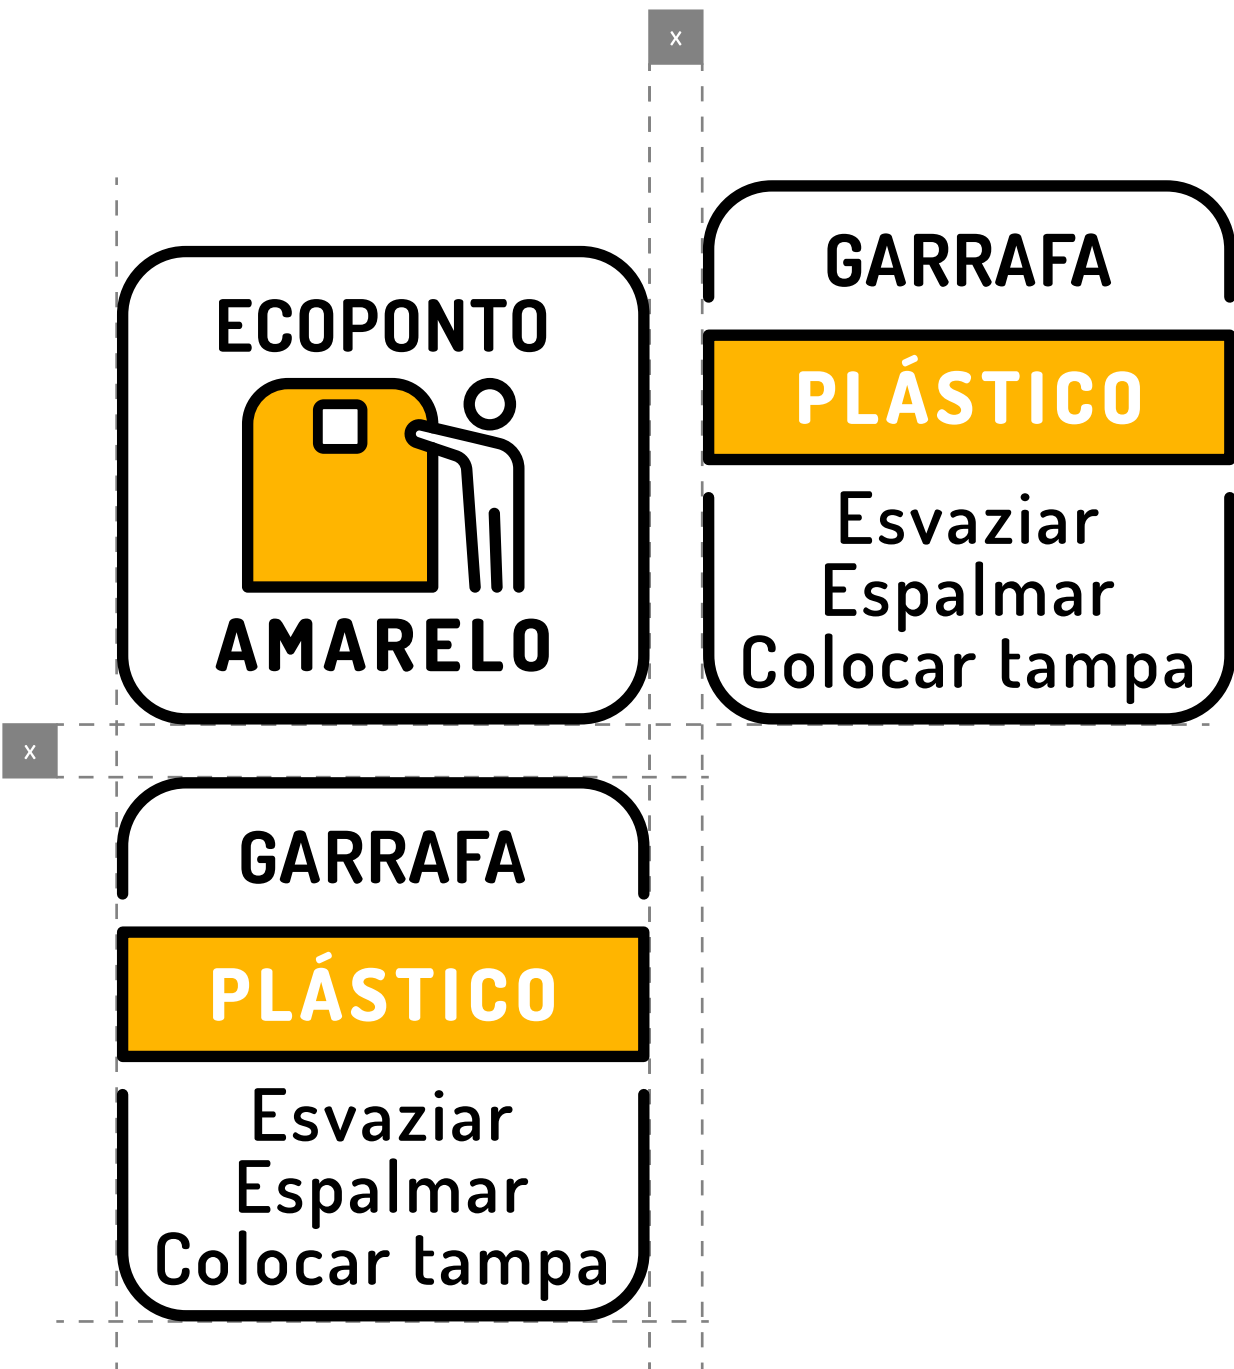 x
ECOPONTO
AMARELO
GARRAFA
PLÁSTICO
Esvaziar
Espalmar
Colocar tampa
x
GARRAFA
PLÁSTICO
Esvaziar
Espalmar
Colocar tampa